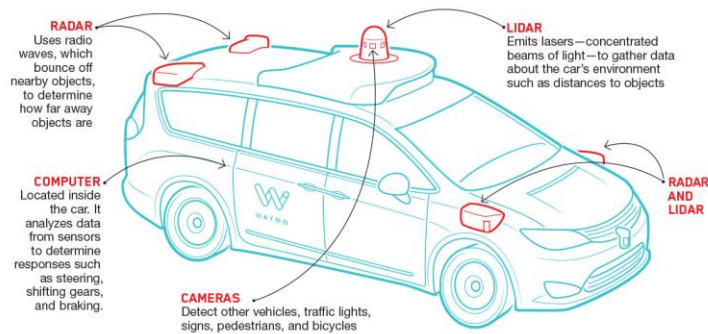 RADAR
Uses radio
waves, which
bounce off
nearby objects,
to determine
how far away
objects are
LIDAR
Emits lasers—concentrated
beams of light—to gather data
about the car's environment
such as distances to objects
COMPUTER
Located inside
the car. It
analyzes data
from sensors
to determine
responses such
as steering,
shifting gears,
and braking.
WAYMO
RADAR
AND
LIDAR
CAMERAS
Detect other vehicles, traffic lights,
signs, pedestrians, and bicycles